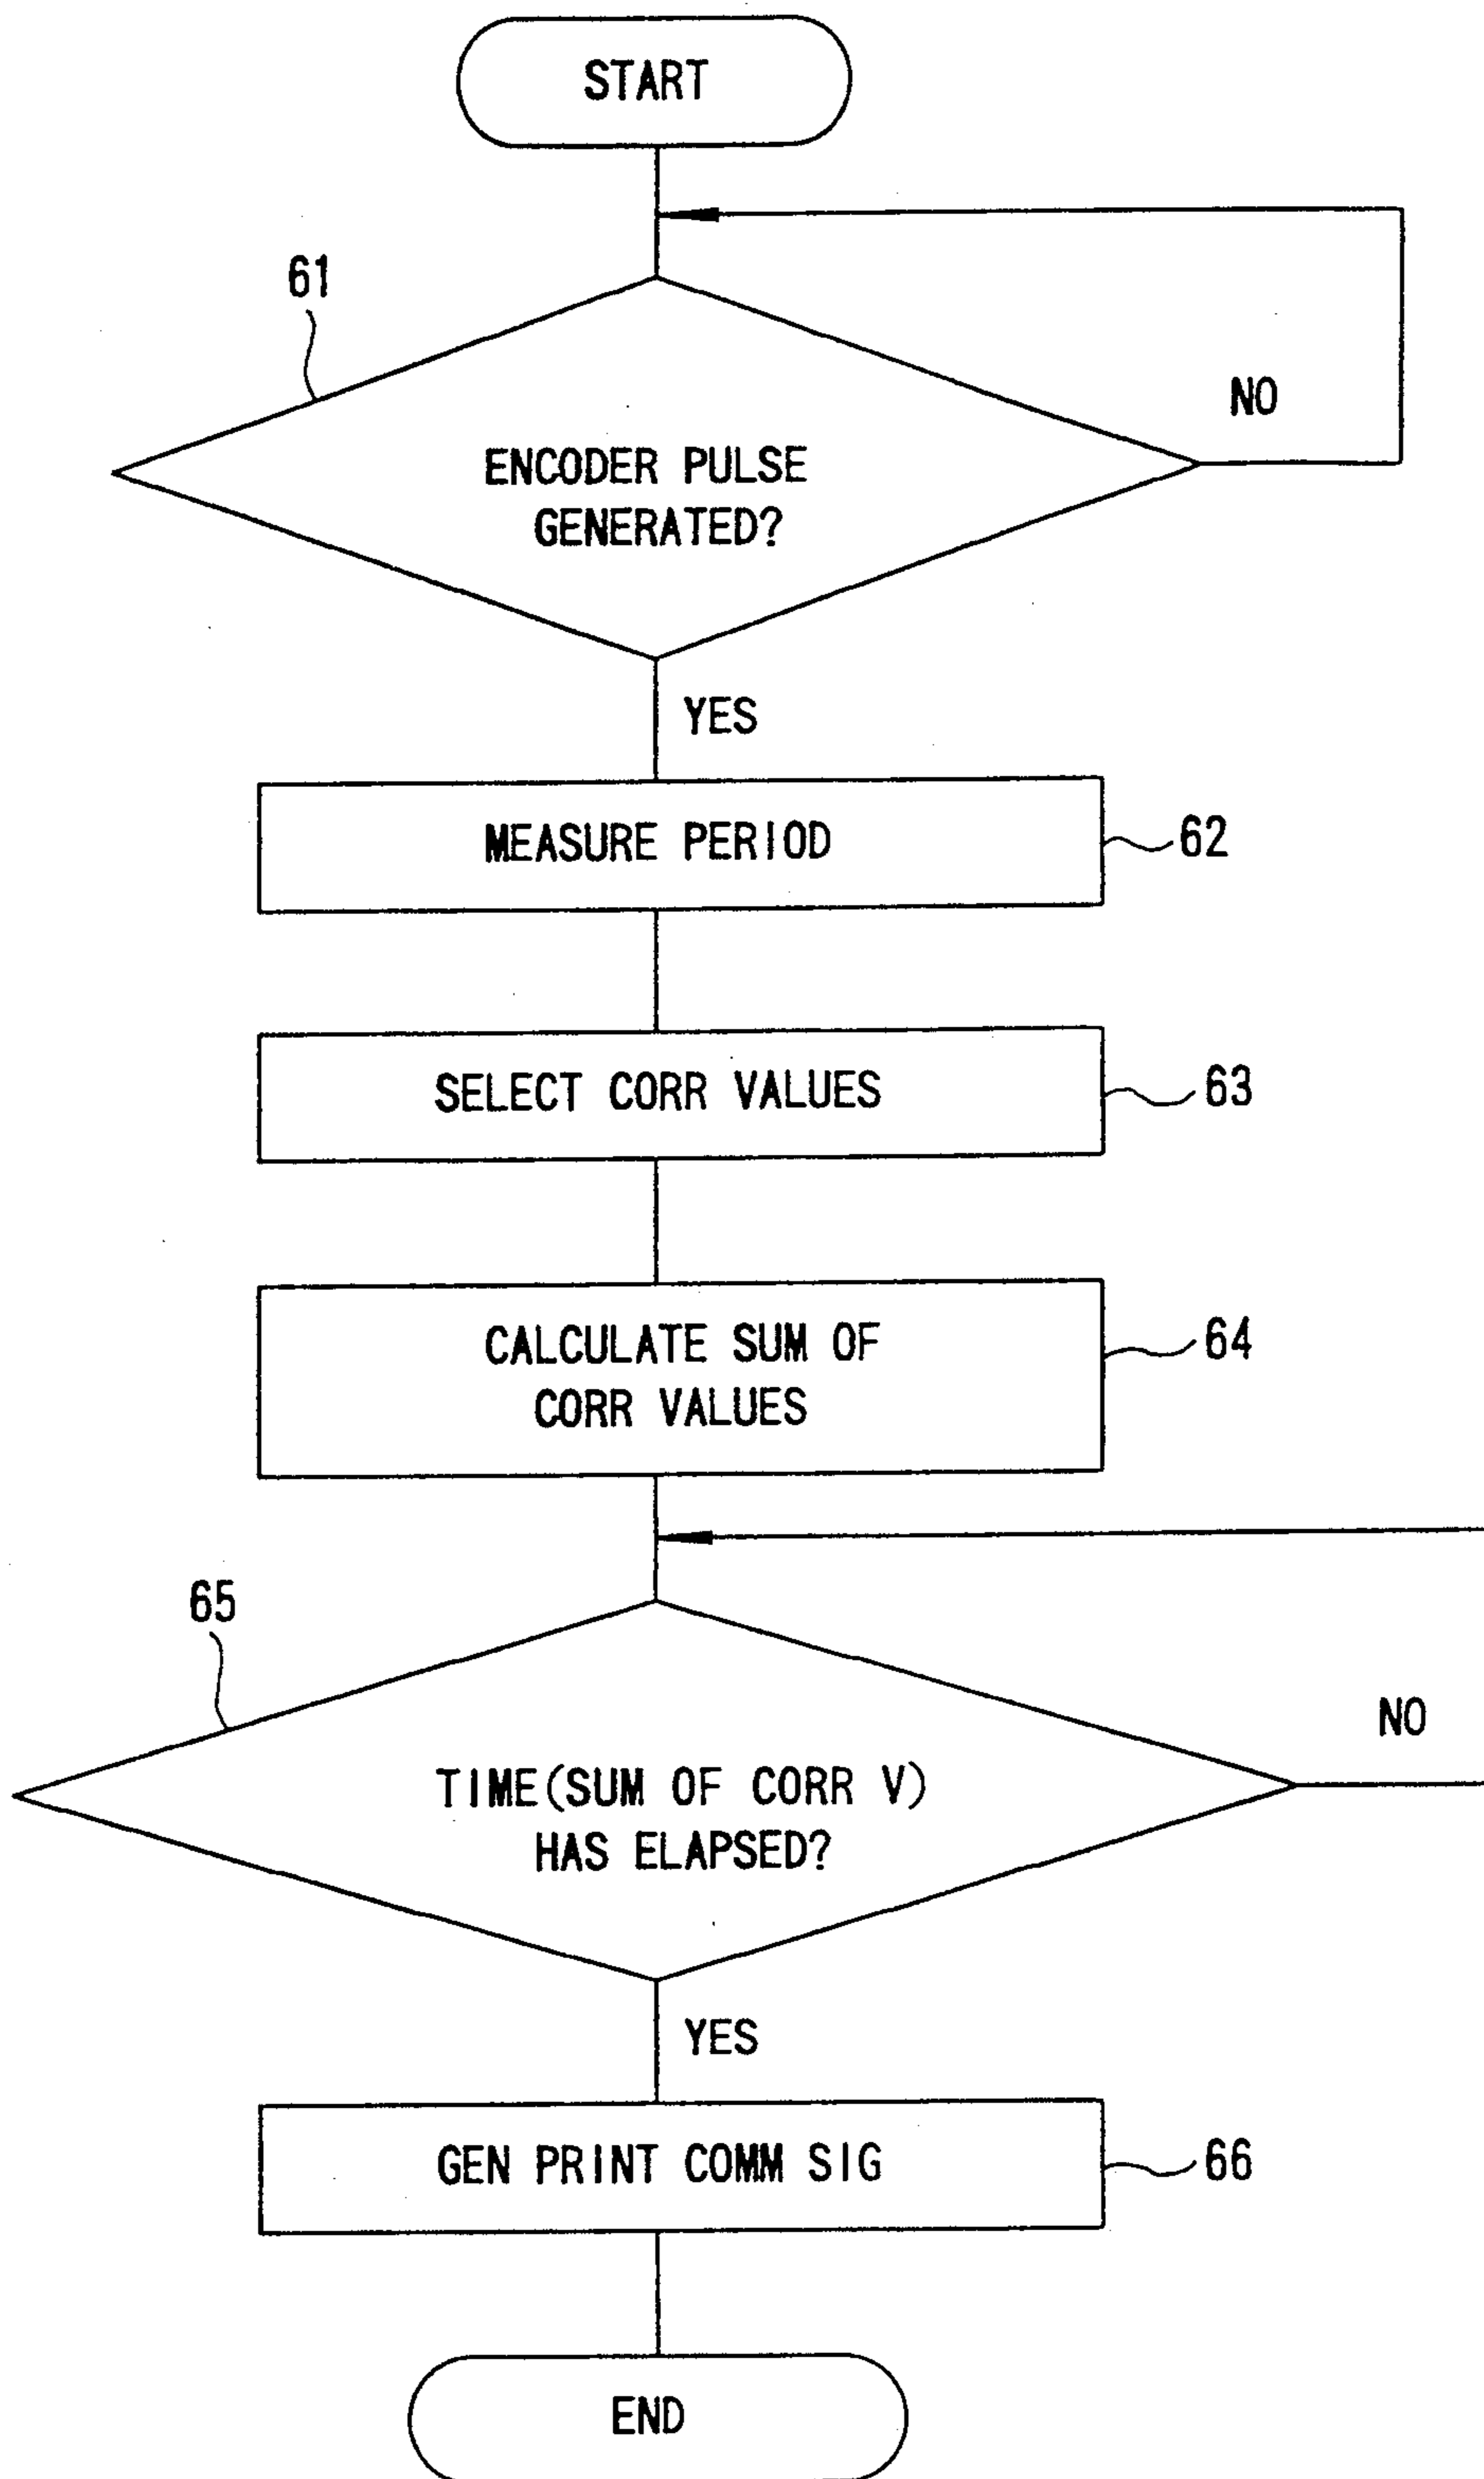 START
61
NO
ENCODER PULSE
GENERATED?
YES
MEASURE PERIOD
62
SELECT CORR VALUES
63
CALCULATE SUM OF
CORR VALUES
64
65
NO
TIME(SUM OF CORR V)
HAS ELAPSED?
YES
GEN PRINT COMM SIG
66
END